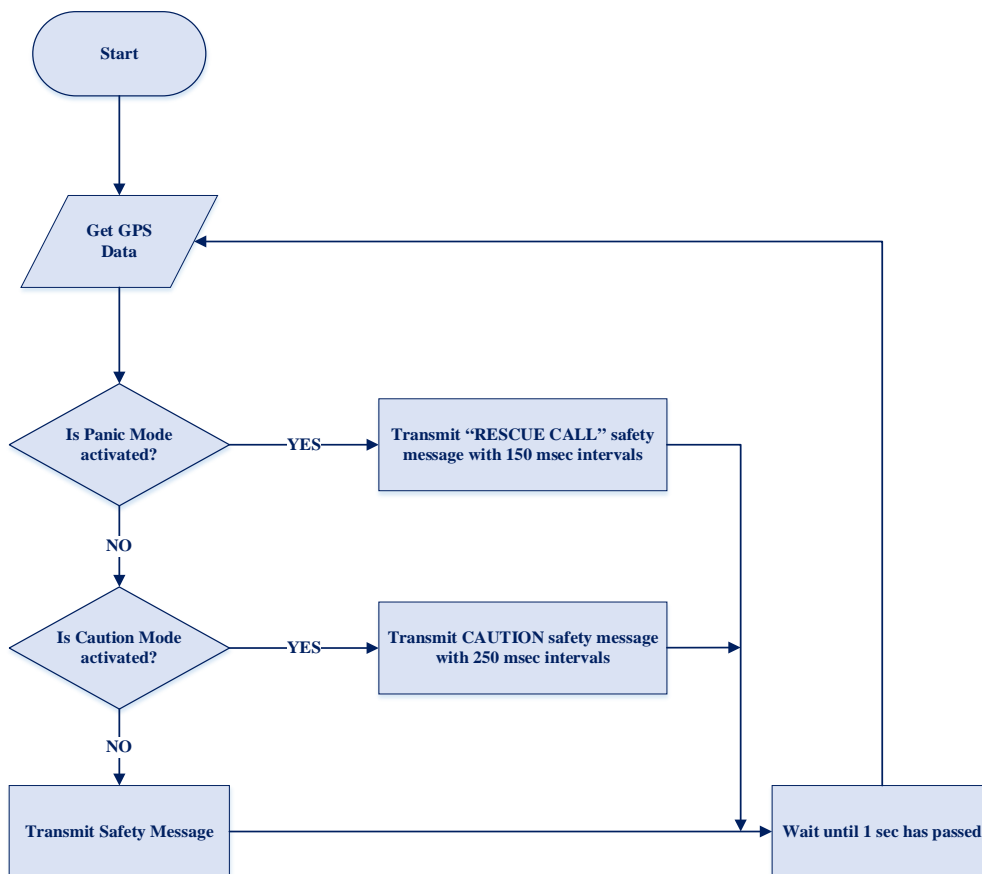 Start
Get GPS
Data
Is Panic Mode
activated?
YES
Transmit “RESCUE CALL” safety
message with 150 msec intervals
NO
Is Caution Mode
activated?
YES
Transmit CAUTION safety message
with 250 msec intervals
NO
Transmit Safety Message
Wait until 1 sec has passed